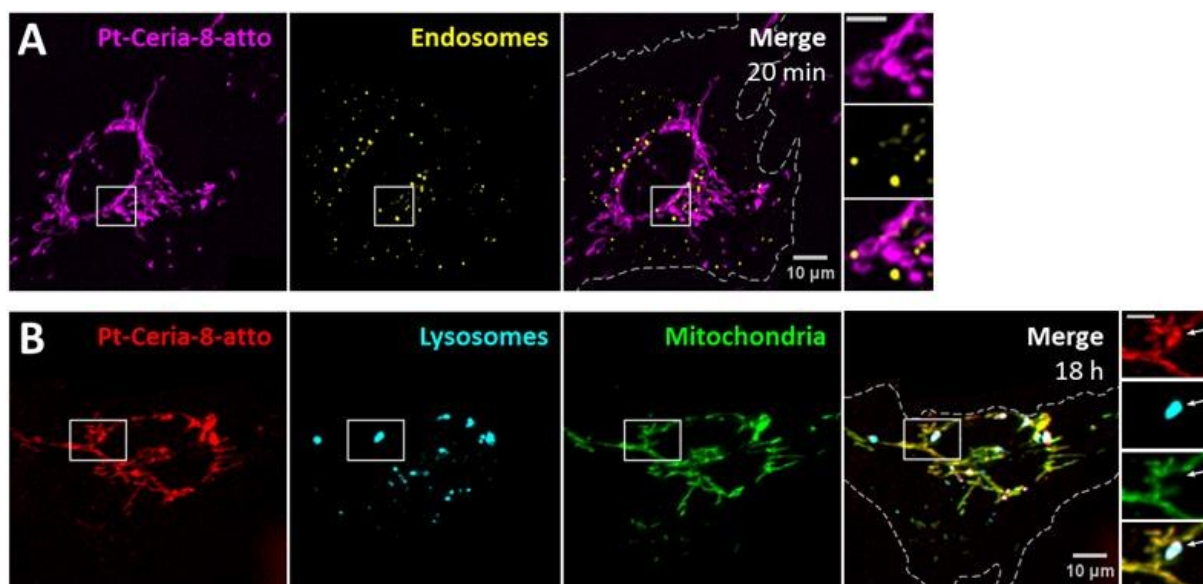 A
Pt-Ceria-8-atto
Endosomes
Merge
20 min
10 µm
B
Pt-Ceria-8-atto
Lysosomes
Mitochondria
Merge
18 h
10 µm